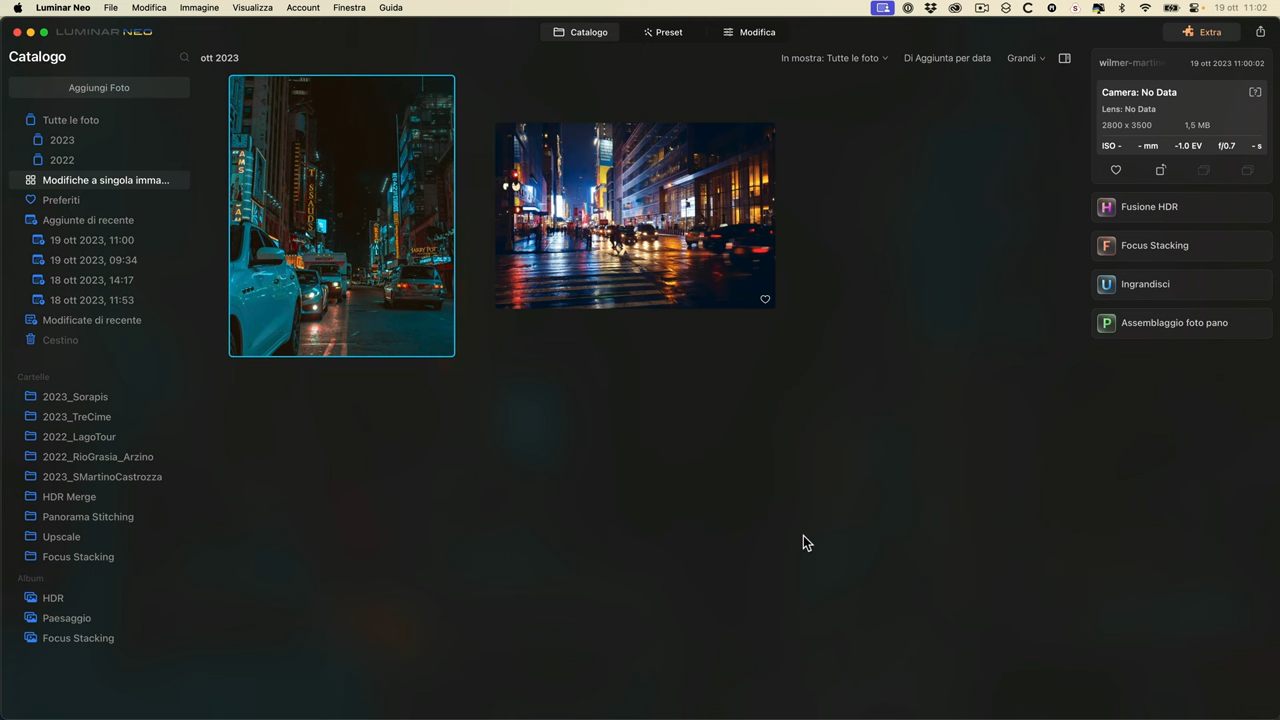 Luminar Neo File Modifica Immagine Visualizza Account Finestra Guida 19 ott 11:02
LUMINAR NEO Catalogo Preset Modifica Extra
Catalogo
ott 2023 In mostra: Tutte le foto Di Aggiunta per data Grandi
Aggiungi Foto
Tutte le foto
2023
2022
Modifiche a singola imma...
Preferiti
Aggiunte di recente
19 ott 2023, 11:00
19 ott 2023, 09:34
18 ott 2023, 14:17
18 ott 2023, 11:53
Modificate di recente
Cestino
Cartelle
2023_Sorapis
2023_TreCime
2022_LagoTour
2022_RioGrasia_Arzino
2023_SMartinoCastrozza
HDR Merge
Panorama Stitching
Upscale
Focus Stacking
Album
HDR
Paesaggio
Focus Stacking
19 ott 2023 11:00:02
Camera: No Data
Lens: No Data
2800 x 3500 1,5 MB
ISO - - mm -1.0 EV f/0.7 - s
Fusione HDR
Focus Stacking
Ingrandisci
Assemblaggio foto pano